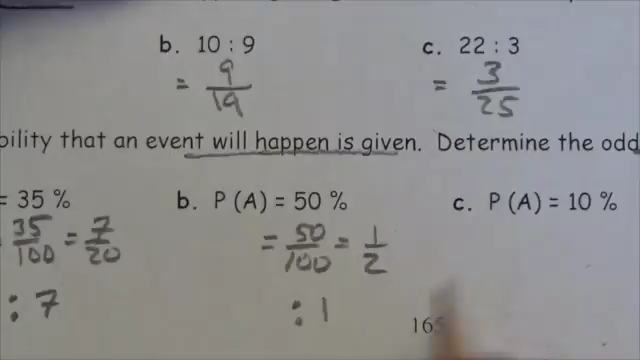 b. 10 : 9 c. 22 : 3
= 9/19 = 3/25
bility that an event will happen is given. Determine the odd
= 35 % b. P (A) = 50 % c. P (A) = 10 %
35/100 = 7/20 = 50/100 = 1/2
: 7 : 1
165